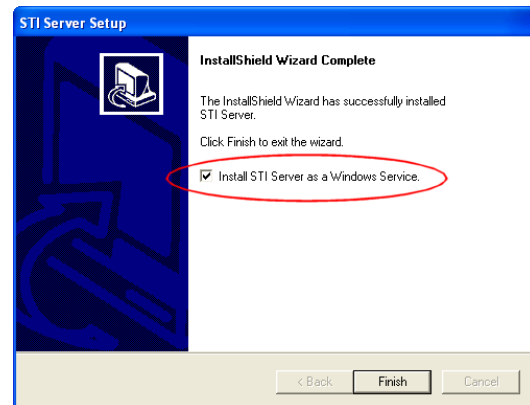 STI Server Setup
InstallShield Wizard Complete
The InstallShield Wizard has successfully installed
STI Server.
Click Finish to exit the wizard.
Install STI Server as a Windows Service.
< Back Finish Cancel